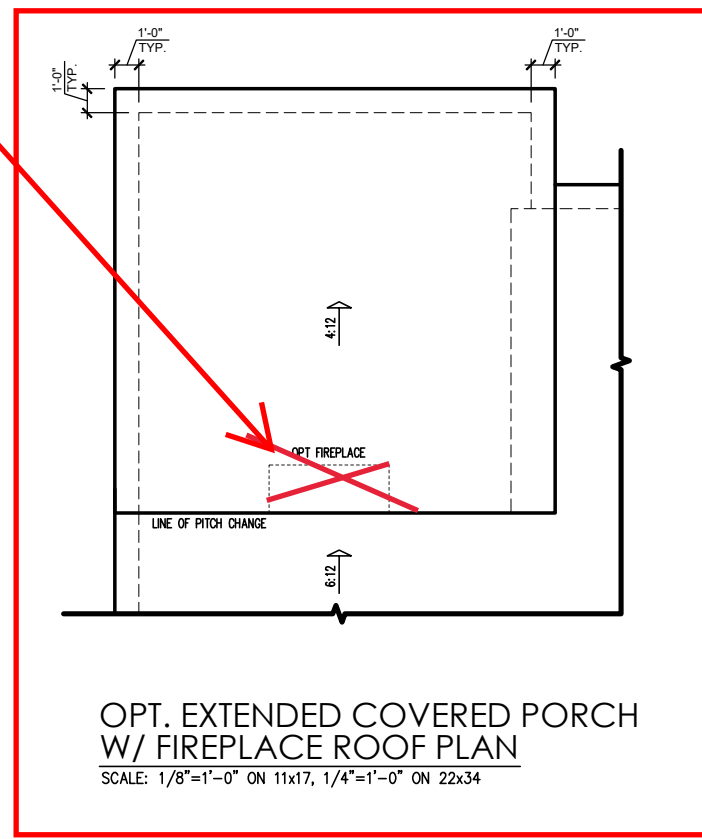 1'-0"
TYP.
1'-0"
TYP.
1'-0"
TYP.
4:12
OPT FIREPLACE
LINE OF PITCH CHANGE
6:12
OPT. EXTENDED COVERED PORCH
W/ FIREPLACE ROOF PLAN
SCALE: 1/8"=1'-0" ON 11x17, 1/4"=1'-0" ON 22x34